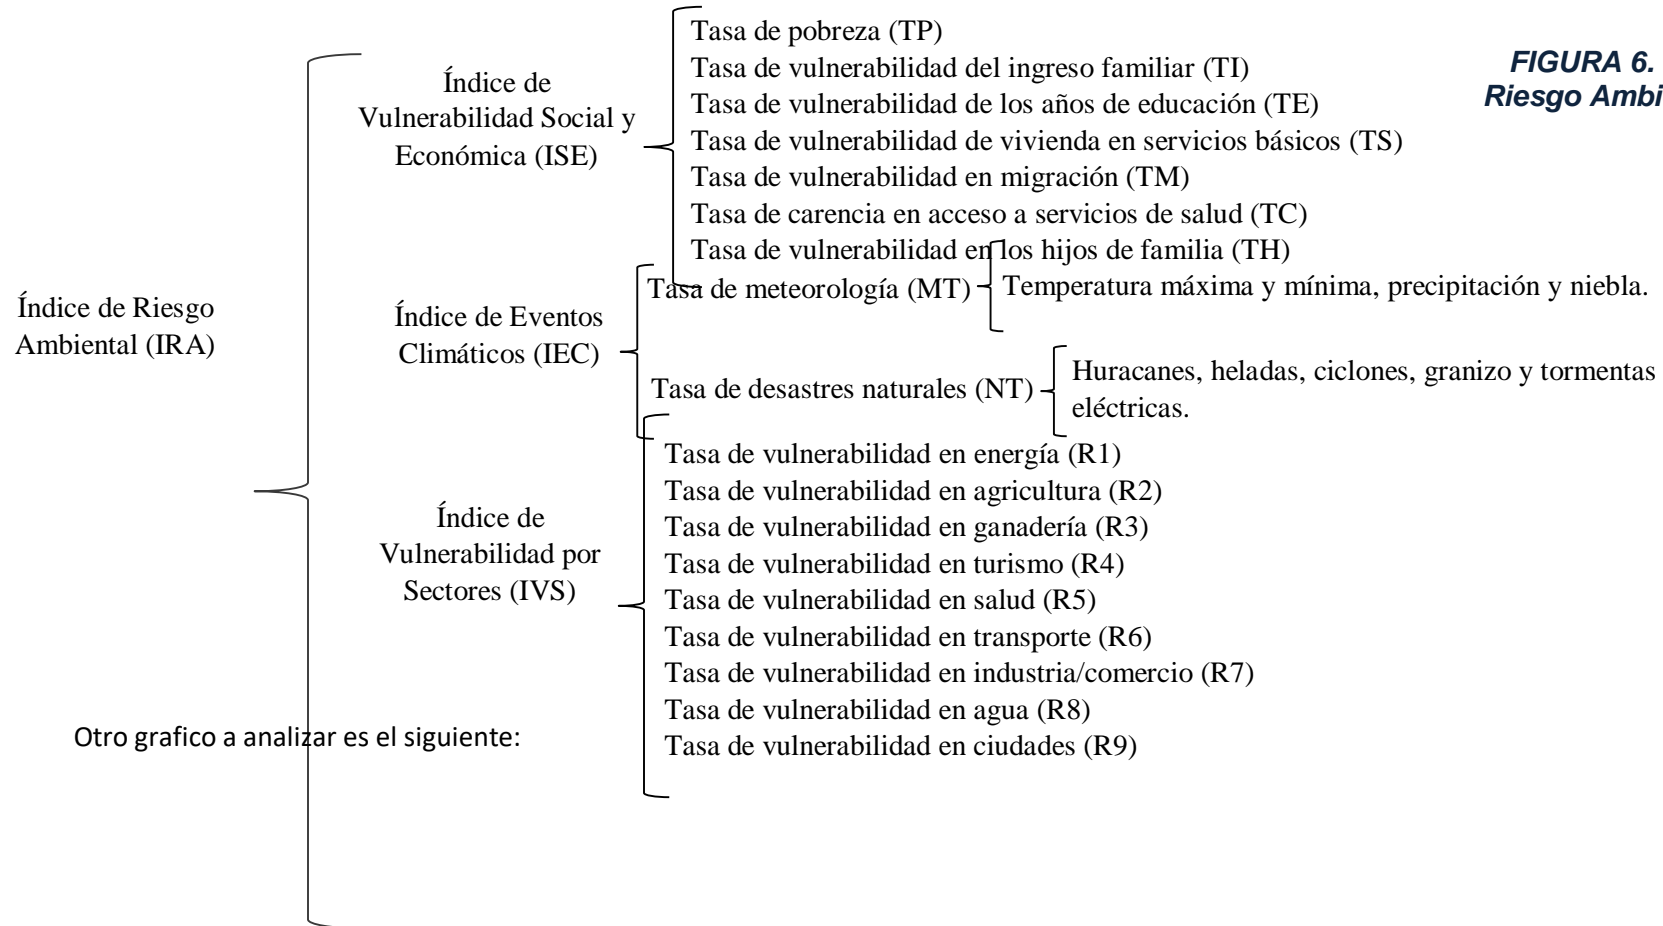 FIGURA 6.
Riesgo Ambi
Índice de Riesgo
Ambiental (IRA)
Índice de
Vulnerabilidad Social y
Económica (ISE)
Tasa de pobreza (TP)
Tasa de vulnerabilidad del ingreso familiar (TI)
Tasa de vulnerabilidad de los años de educación (TE)
Tasa de vulnerabilidad de vivienda en servicios básicos (TS)
Tasa de vulnerabilidad en migración (TM)
Tasa de carencia en acceso a servicios de salud (TC)
Tasa de vulnerabilidad en los hijos de familia (TH)
Índice de Eventos
Climáticos (IEC)
Tasa de meteorología (MT)
Temperatura máxima y mínima, precipitación y niebla.
Tasa de desastres naturales (NT)
Huracanes, heladas, ciclones, granizo y tormentas
eléctricas.
Índice de
Vulnerabilidad por
Sectores (IVS)
Tasa de vulnerabilidad en energía (R1)
Tasa de vulnerabilidad en agricultura (R2)
Tasa de vulnerabilidad en ganadería (R3)
Tasa de vulnerabilidad en turismo (R4)
Tasa de vulnerabilidad en salud (R5)
Tasa de vulnerabilidad en transporte (R6)
Tasa de vulnerabilidad en industria/comercio (R7)
Tasa de vulnerabilidad en agua (R8)
Tasa de vulnerabilidad en ciudades (R9)
Otro grafico a analizar es el siguiente: